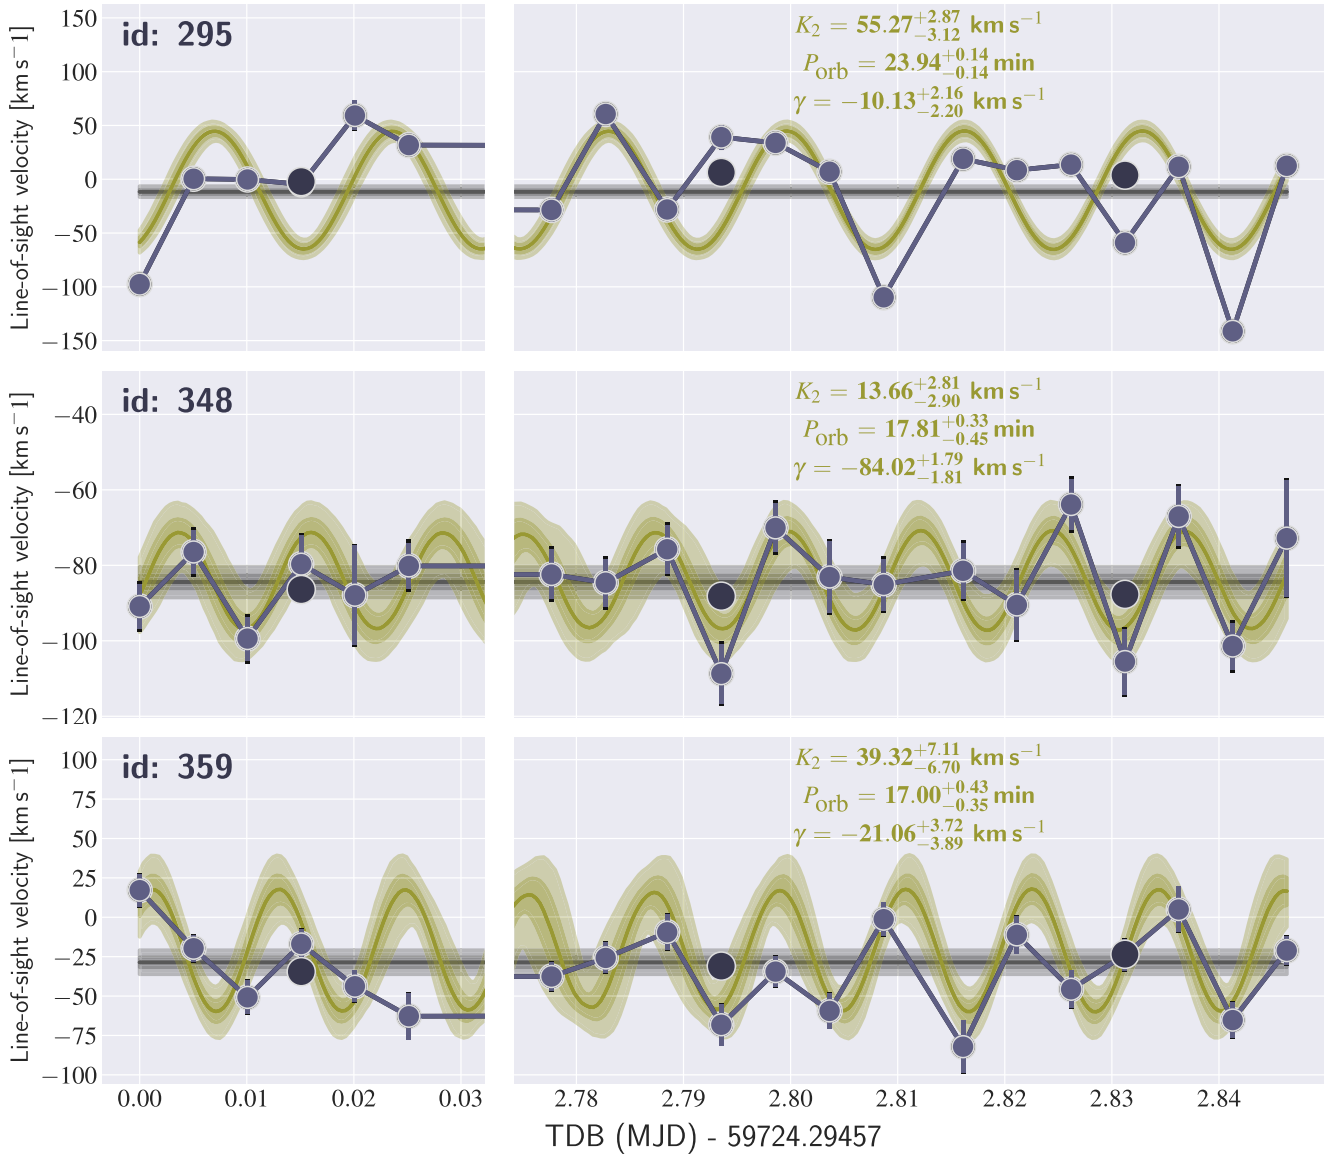 id: 295
K₂ = 55.27 +2.87 −3.12 km s⁻¹
P_orb = 23.94 +0.14 −0.14 min
γ = −10.13 +2.16 −2.20 km s⁻¹
Line-of-sight velocity [km s−1]
150
100
50
0
−50
−100
−150
id: 348
K₂ = 13.66 +2.81 −2.90 km s⁻¹
P_orb = 17.81 +0.33 −0.45 min
γ = −84.02 +1.79 −1.81 km s⁻¹
Line-of-sight velocity [km s−1]
−40
−60
−80
−100
−120
id: 359
K₂ = 39.32 +7.11 −6.70 km s⁻¹
P_orb = 17.00 +0.43 −0.35 min
γ = −21.06 +3.72 −3.89 km s⁻¹
Line-of-sight velocity [km s−1]
100
75
50
25
0
−25
−50
−75
−100
0.00 0.01 0.02 0.03 2.78 2.79 2.80 2.81 2.82 2.83 2.84
TDB (MJD) - 59724.29457